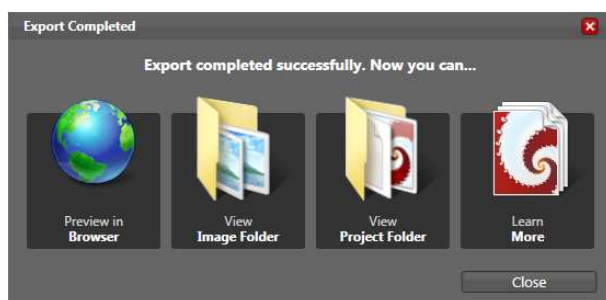 Export Completed
Export completed successfully. Now you can...
Preview in
Browser
View
Image Folder
View
Project Folder
Learn
More
Close